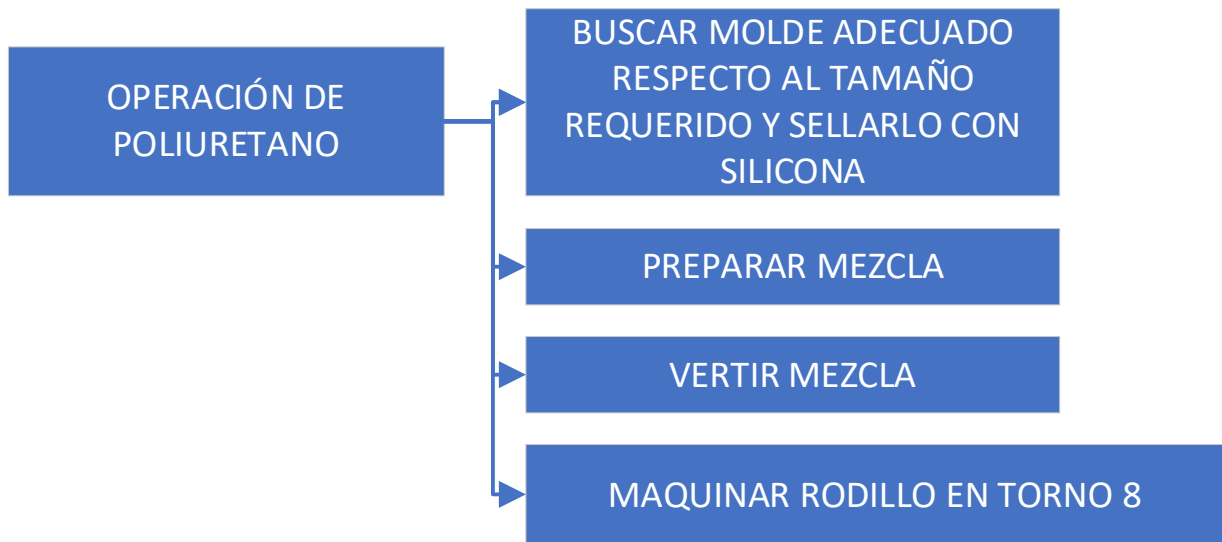 OPERACIÓN DE
POLIURETANO
BUSCAR MOLDE ADECUADO
RESPECTO AL TAMAÑO
REQUERIDO Y SELLARLO CON
SILICONA
PREPARAR MEZCLA
VERTIR MEZCLA
MAQUINAR RODILLO EN TORNO 8